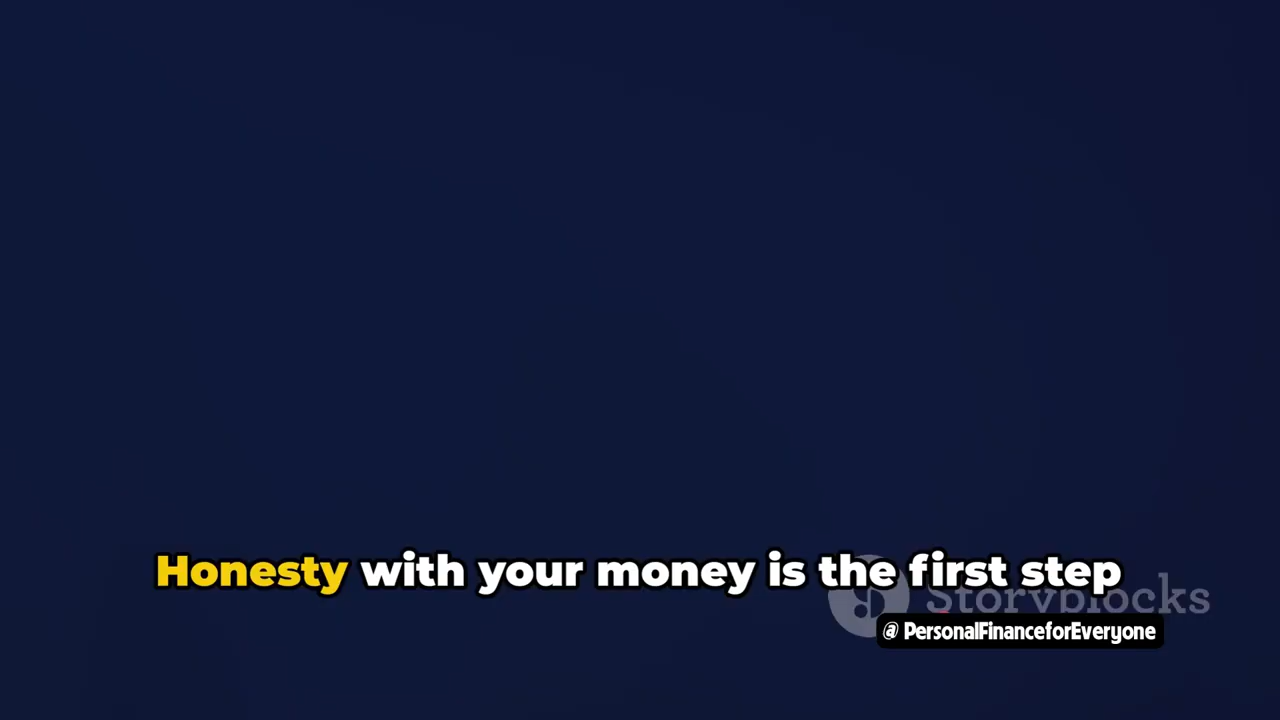 Honesty with your money is the first step
Storyblocks
@ PersonalFinanceforEveryone